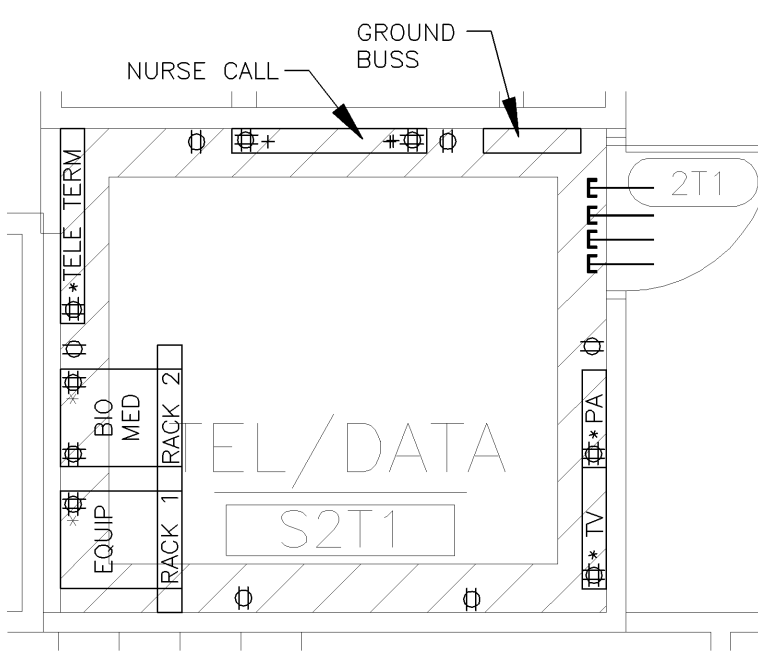 GROUND
BUSS
NURSE CALL
2T1
*TELE TERM
BIO
MED
RACK 2
*PA
TEL/DATA
S2T1
EQUIP
RACK 1
* TV